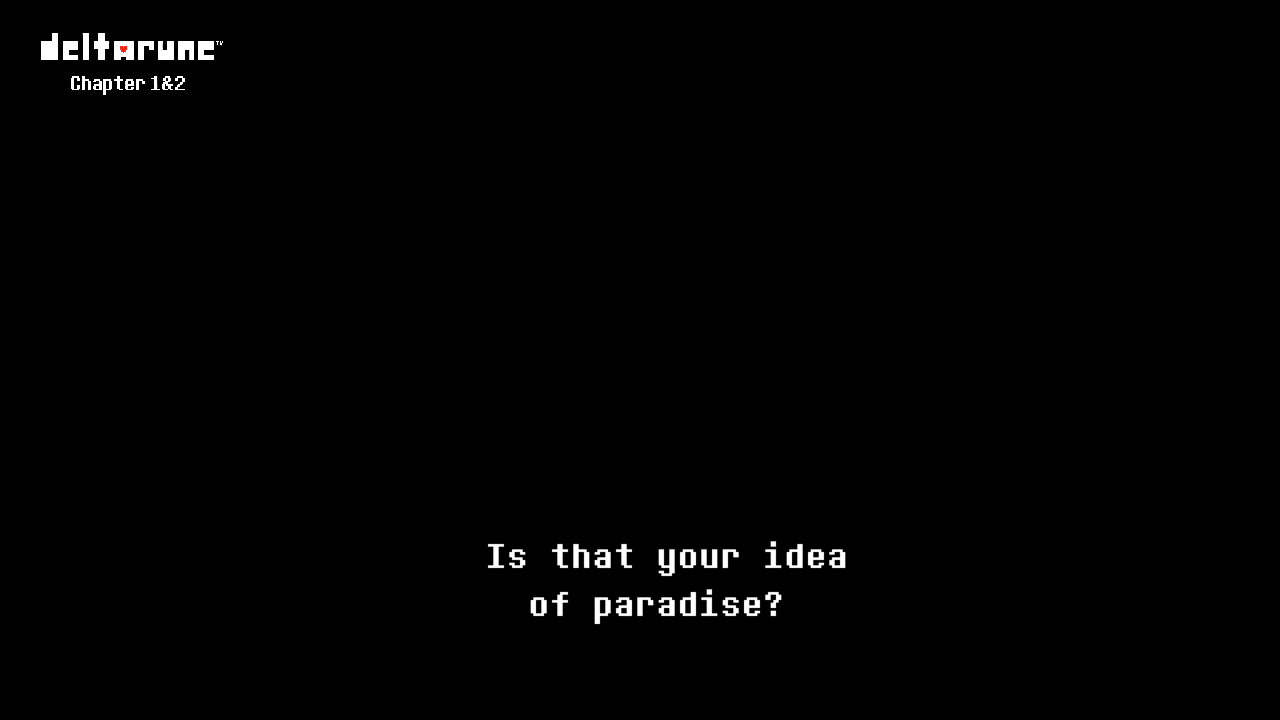 deltarune™
Chapter 1&2
Is that your idea
of paradise?